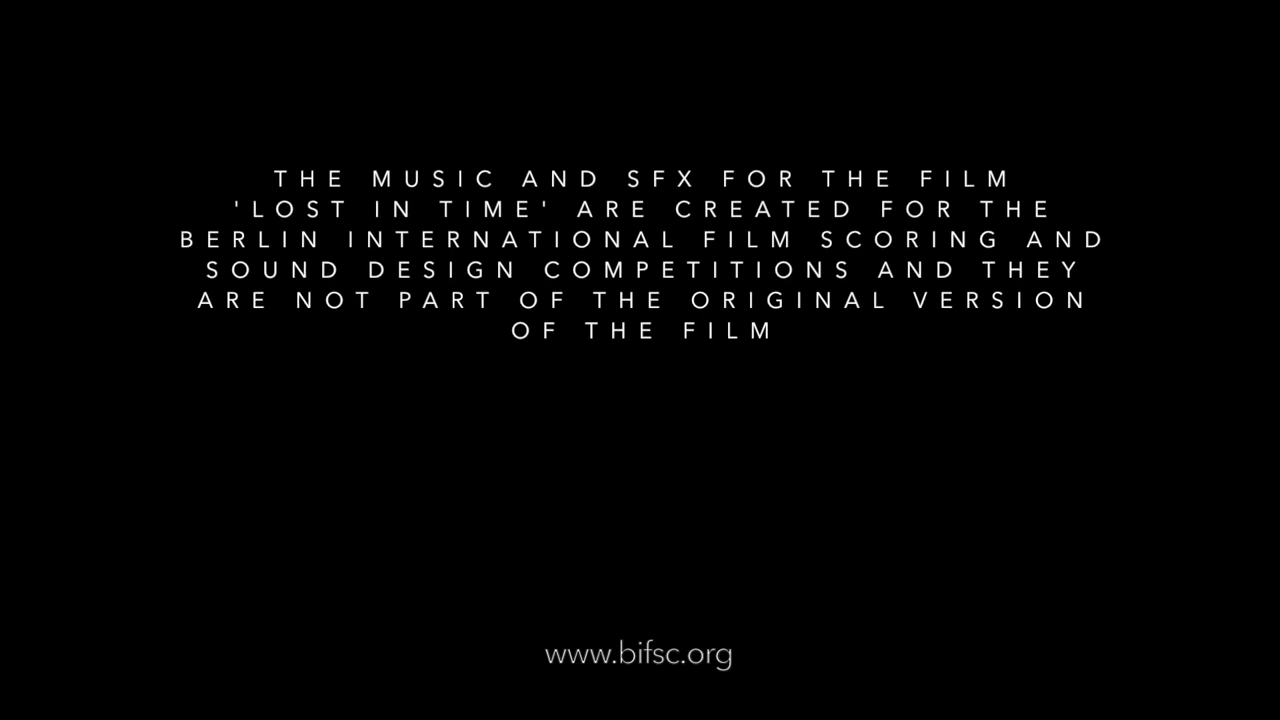 THE MUSIC AND SFX FOR THE FILM
'LOST IN TIME' ARE CREATED FOR THE
BERLIN INTERNATIONAL FILM SCORING AND
SOUND DESIGN COMPETITIONS AND THEY
ARE NOT PART OF THE ORIGINAL VERSION
OF THE FILM
www.bifsc.org